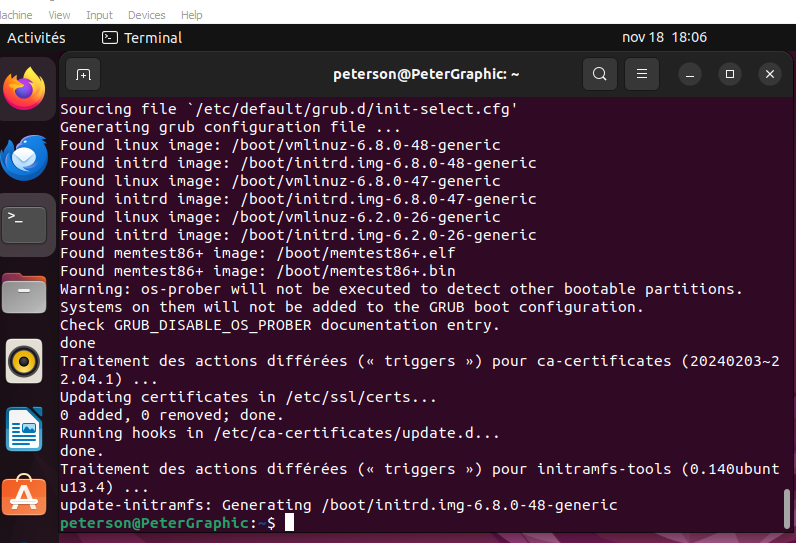 Machine View Input Devices Help
Activités Terminal nov 18 18:06
peterson@PeterGraphic: ~
Sourcing file `/etc/default/grub.d/init-select.cfg'
Generating grub configuration file ...
Found linux image: /boot/vmlinuz-6.8.0-48-generic
Found initrd image: /boot/initrd.img-6.8.0-48-generic
Found linux image: /boot/vmlinuz-6.8.0-47-generic
Found initrd image: /boot/initrd.img-6.8.0-47-generic
Found linux image: /boot/vmlinuz-6.2.0-26-generic
Found initrd image: /boot/initrd.img-6.2.0-26-generic
Found memtest86+ image: /boot/memtest86+.elf
Found memtest86+ image: /boot/memtest86+.bin
Warning: os-prober will not be executed to detect other bootable partitions.
Systems on them will not be added to the GRUB boot configuration.
Check GRUB_DISABLE_OS_PROBER documentation entry.
done
Traitement des actions différées (« triggers ») pour ca-certificates (20240203~2
2.04.1) ...
Updating certificates in /etc/ssl/certs...
0 added, 0 removed; done.
Running hooks in /etc/ca-certificates/update.d...
done.
Traitement des actions différées (« triggers ») pour initramfs-tools (0.140ubunt
u13.4) ...
update-initramfs: Generating /boot/initrd.img-6.8.0-48-generic
peterson@PeterGraphic:~$